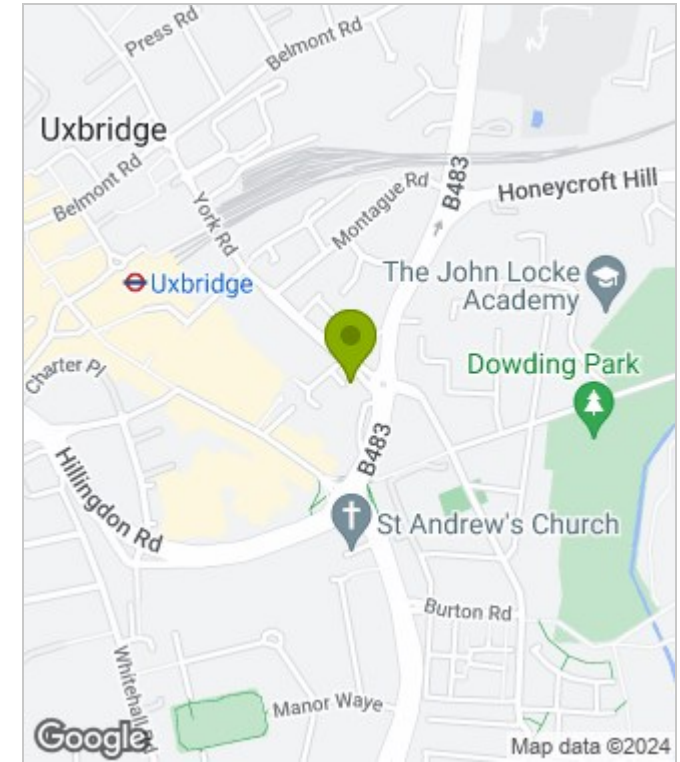 Press Rd
Belmont Rd
Uxbridge
B483
Honeycroft Hill
Montague Rd
Belmont Rd
York Rd
Uxbridge
The John Locke
Academy
Dowding Park
Charter Pl
B483
Hillingdon Rd
St Andrew's Church
Burton Rd
Whitehall Rd
Manor Waye
Google
Map data ©2024